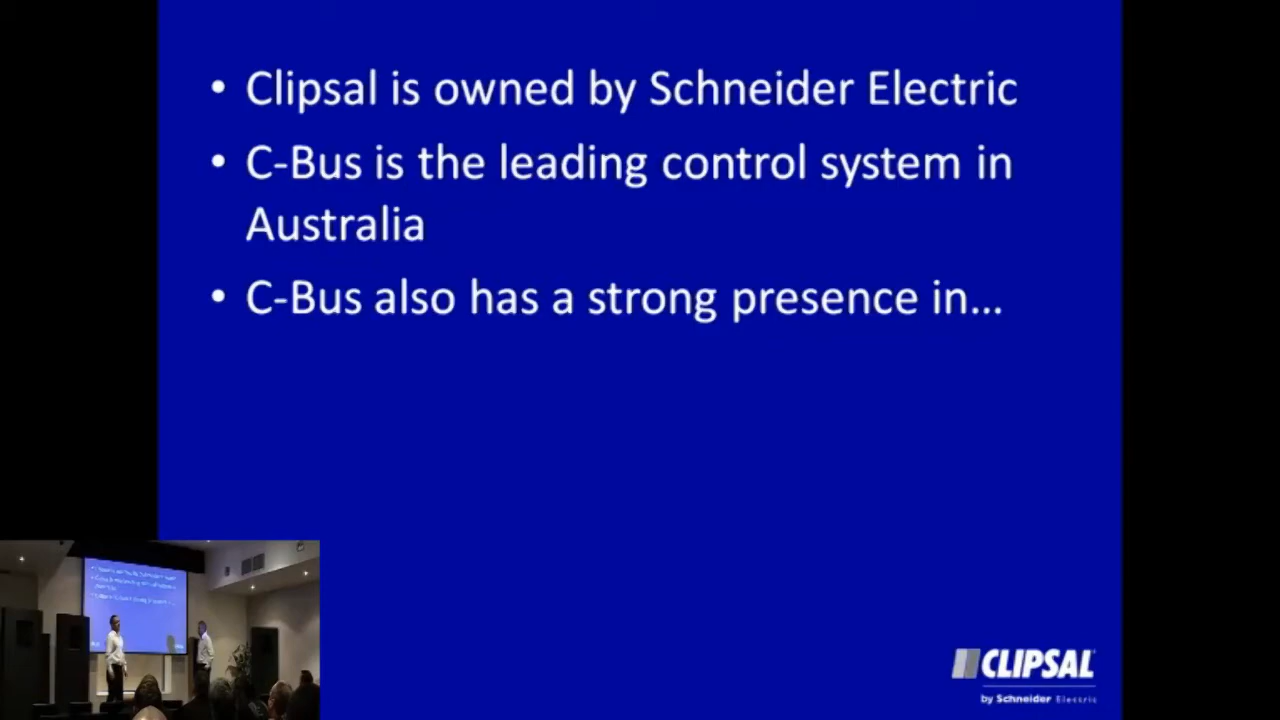 • Clipsal is owned by Schneider Electric
• C-Bus is the leading control system in
Australia
• C-Bus also has a strong presence in...
CLIPSAL
by Schneider Electric